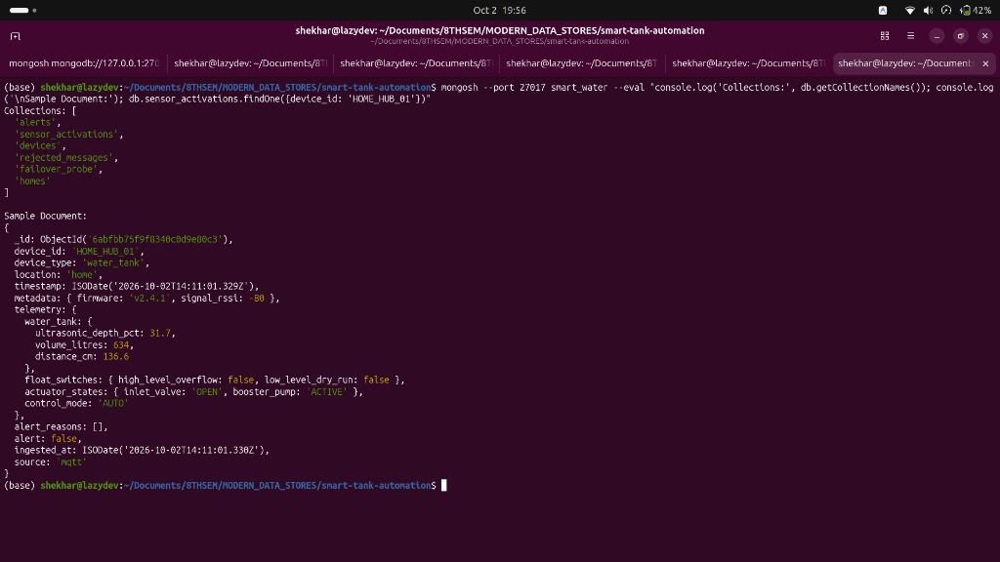 Oct 2 19:56
42%
shekhar@lazydev: ~/Documents/8THSEM/MODERN_DATA_STORES/smart-tank-automation
~/Documents/8THSEM/MODERN_DATA_STORES/smart-tank-automation
mongosh mongodb://127.0.0.1:270
shekhar@lazydev: ~/Documents/8T
shekhar@lazydev: ~/Documents/8T
shekhar@lazydev: ~/Documents/8T
shekhar@lazydev: ~/Documents/8T
shekhar@lazydev: ~/Documents
(base) shekhar@lazydev:~/Documents/8THSEM/MODERN_DATA_STORES/smart-tank-automation$ mongosh --port 27017 smart_water --eval "console.log('Collections:', db.getCollectionNames()); console.log
('\nSample Document:'); db.sensor_activations.findOne({device_id: 'HOME_HUB_01'})"
Collections: [
'alerts',
'sensor_activations',
'devices',
'rejected_messages',
'failover_probe',
'homes'
]
Sample Document:
{
_id: ObjectId('6abfbb75f9f8340c0d9e80c3'),
device_id: 'HOME_HUB_01',
device_type: 'water_tank',
location: 'home',
timestamp: ISODate('2026-10-02T14:11:01.329Z'),
metadata: { firmware: 'v2.4.1', signal_rssi: -80 },
telemetry: {
water_tank: {
ultrasonic_depth_pct: 31.7,
volume_litres: 634,
distance_cm: 136.6
},
float_switches: { high_level_overflow: false, low_level_dry_run: false },
actuator_states: { inlet_valve: 'OPEN', booster_pump: 'ACTIVE' },
control_mode: 'AUTO'
},
alert_reasons: [],
alert: false,
ingested_at: ISODate('2026-10-02T14:11:01.330Z'),
source: 'mqtt'
}
(base) shekhar@lazydev:~/Documents/8THSEM/MODERN_DATA_STORES/smart-tank-automation$